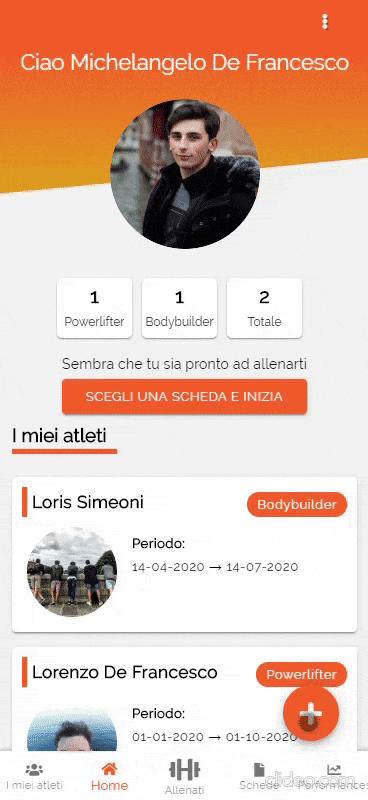 Ciao Michelangelo De Francesco
1 1 2
Powerlifter Bodybuilder Totale
Sembra che tu sia pronto ad allenarti
SCEGLI UNA SCHEDA E INIZIA
I miei atleti
Loris Simeoni Bodybuilder
Periodo:
14-04-2020 → 14-07-2020
Lorenzo De Francesco Powerlifter
Periodo:
01-01-2020 → 01-10-2020
+
I miei atleti Home Allenati Schede Performances
clideo.com